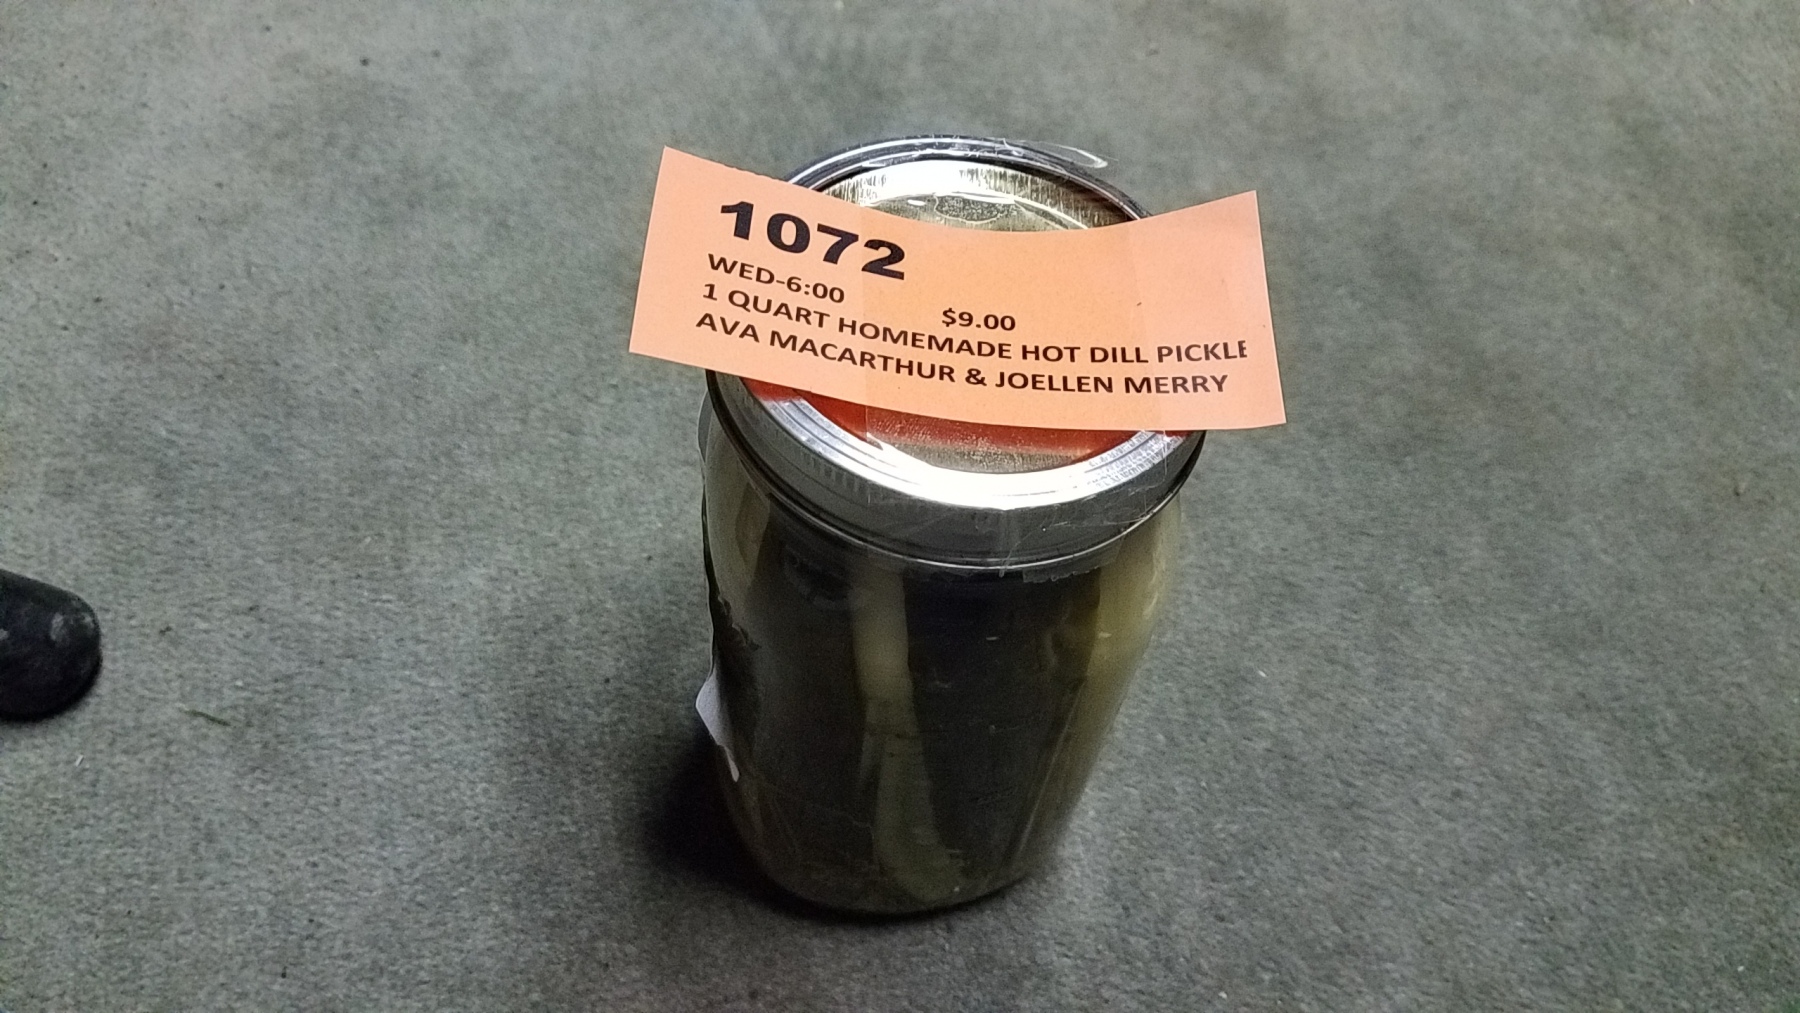 1072
WED-6:00
$9.00
1 QUART HOMEMADE HOT DILL PICKLE
AVA MACARTHUR & JOELLEN MERRY